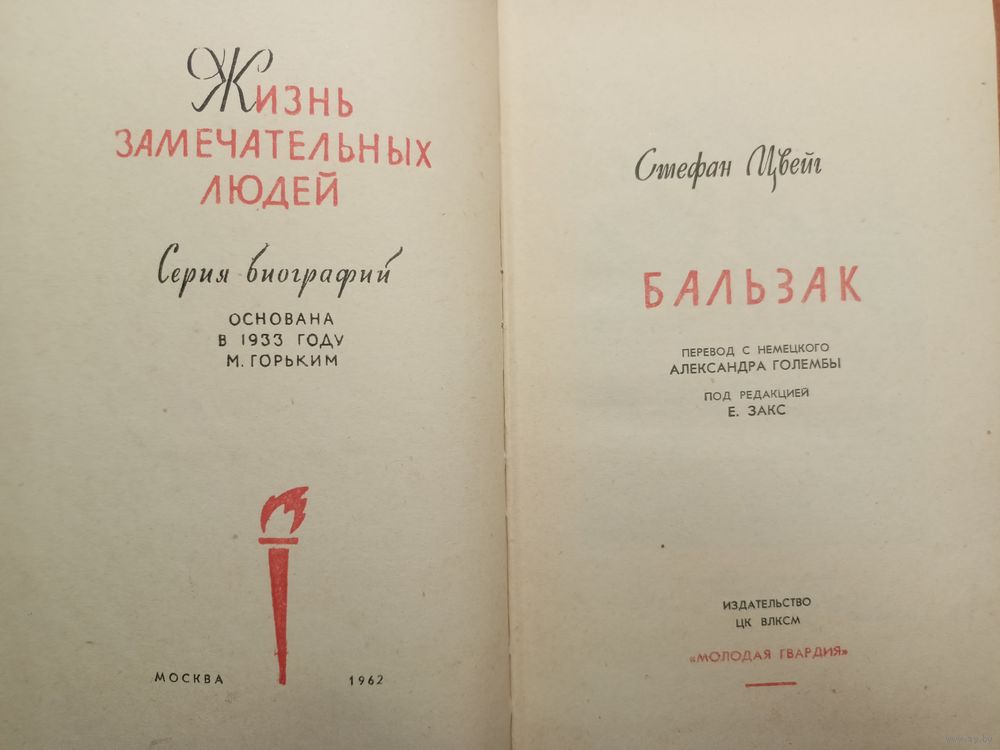 Жизнь
ЗАМЕЧАТЕЛЬНЫХ
ЛЮДЕЙ
Серия биографий
ОСНОВАНА
В 1933 ГОДУ
М. ГОРЬКИМ
МОСКВА 1962
Стефан Цвейг
БАЛЬЗАК
ПЕРЕВОД С НЕМЕЦКОГО
АЛЕКСАНДРА ГОЛЕМБЫ
ПОД РЕДАКЦИЕЙ
Е. ЗАКС
ИЗДАТЕЛЬСТВО
ЦК ВЛКСМ
«МОЛОДАЯ ГВАРДИЯ»